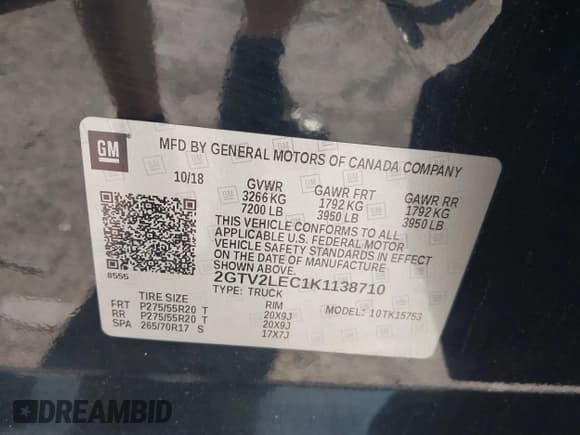 GM
MFD BY GENERAL MOTORS OF CANADA COMPANY
10/18
GVWR GAWR FRT GAWR RR
3266 KG 1792 KG 1792 KG
7200 LB 3950 LB 3950 LB
THIS VEHICLE CONFORMS TO ALL
APPLICABLE U.S. FEDERAL MOTOR
VEHICLE SAFETY STANDARDS IN EFFECT
ON THE DATE OF MANUFACTURE
SHOWN ABOVE.
8555
2GTV2LEC1K1138710
TYPE: TRUCK
10TK15753
TIRE SIZE RIM
FRT P275/55R20 T 20X9J
RR P275/55R20 T 20X9J
SPA 265/70R17 S 17X7J
DREAMBID